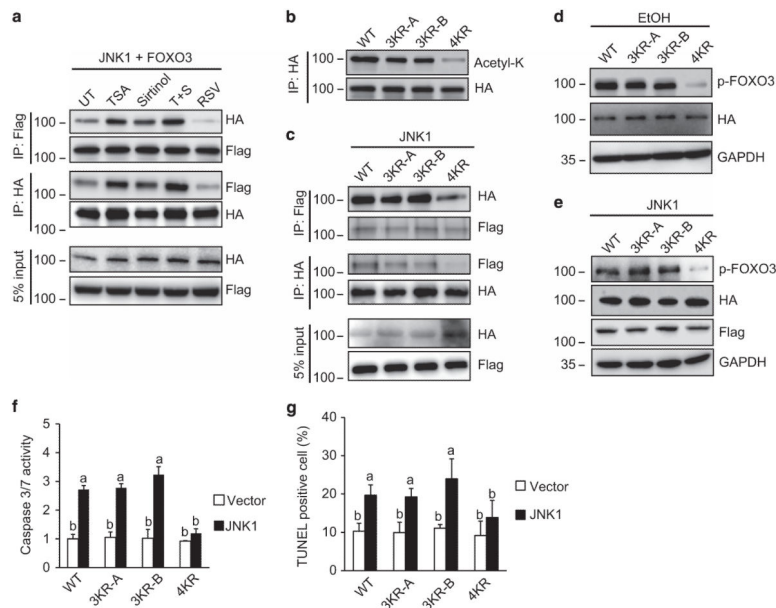 a
JNK1 + FOXO3
UT TSA Sirtinol T+S RSV
IP: Flag
100 HA
100 Flag
IP: HA
100 Flag
100 HA
5% input
100 HA
100 Flag
b
WT 3KR-A 3KR-B 4KR
IP: HA
100 Acetyl-K
100 HA
c
JNK1
WT 3KR-A 3KR-B 4KR
IP: Flag
100 HA
100 Flag
IP: HA
100 Flag
100 HA
5% input
100 HA
100 Flag
d
EtOH
WT 3KR-A 3KR-B 4KR
100 p-FOXO3
100 HA
35 GAPDH
e
JNK1
WT 3KR-A 3KR-B 4KR
100 p-FOXO3
100 HA
100 Flag
35 GAPDH
f
Caspase 3/7 activity
5
4
3
2
1
0
b a b a b a b b
Vector
JNK1
WT 3KR-A 3KR-B 4KR
g
TUNEL positive cell (%)
40
30
20
10
0
b a b a b a b b
Vector
JNK1
WT 3KR-A 3KR-B 4KR